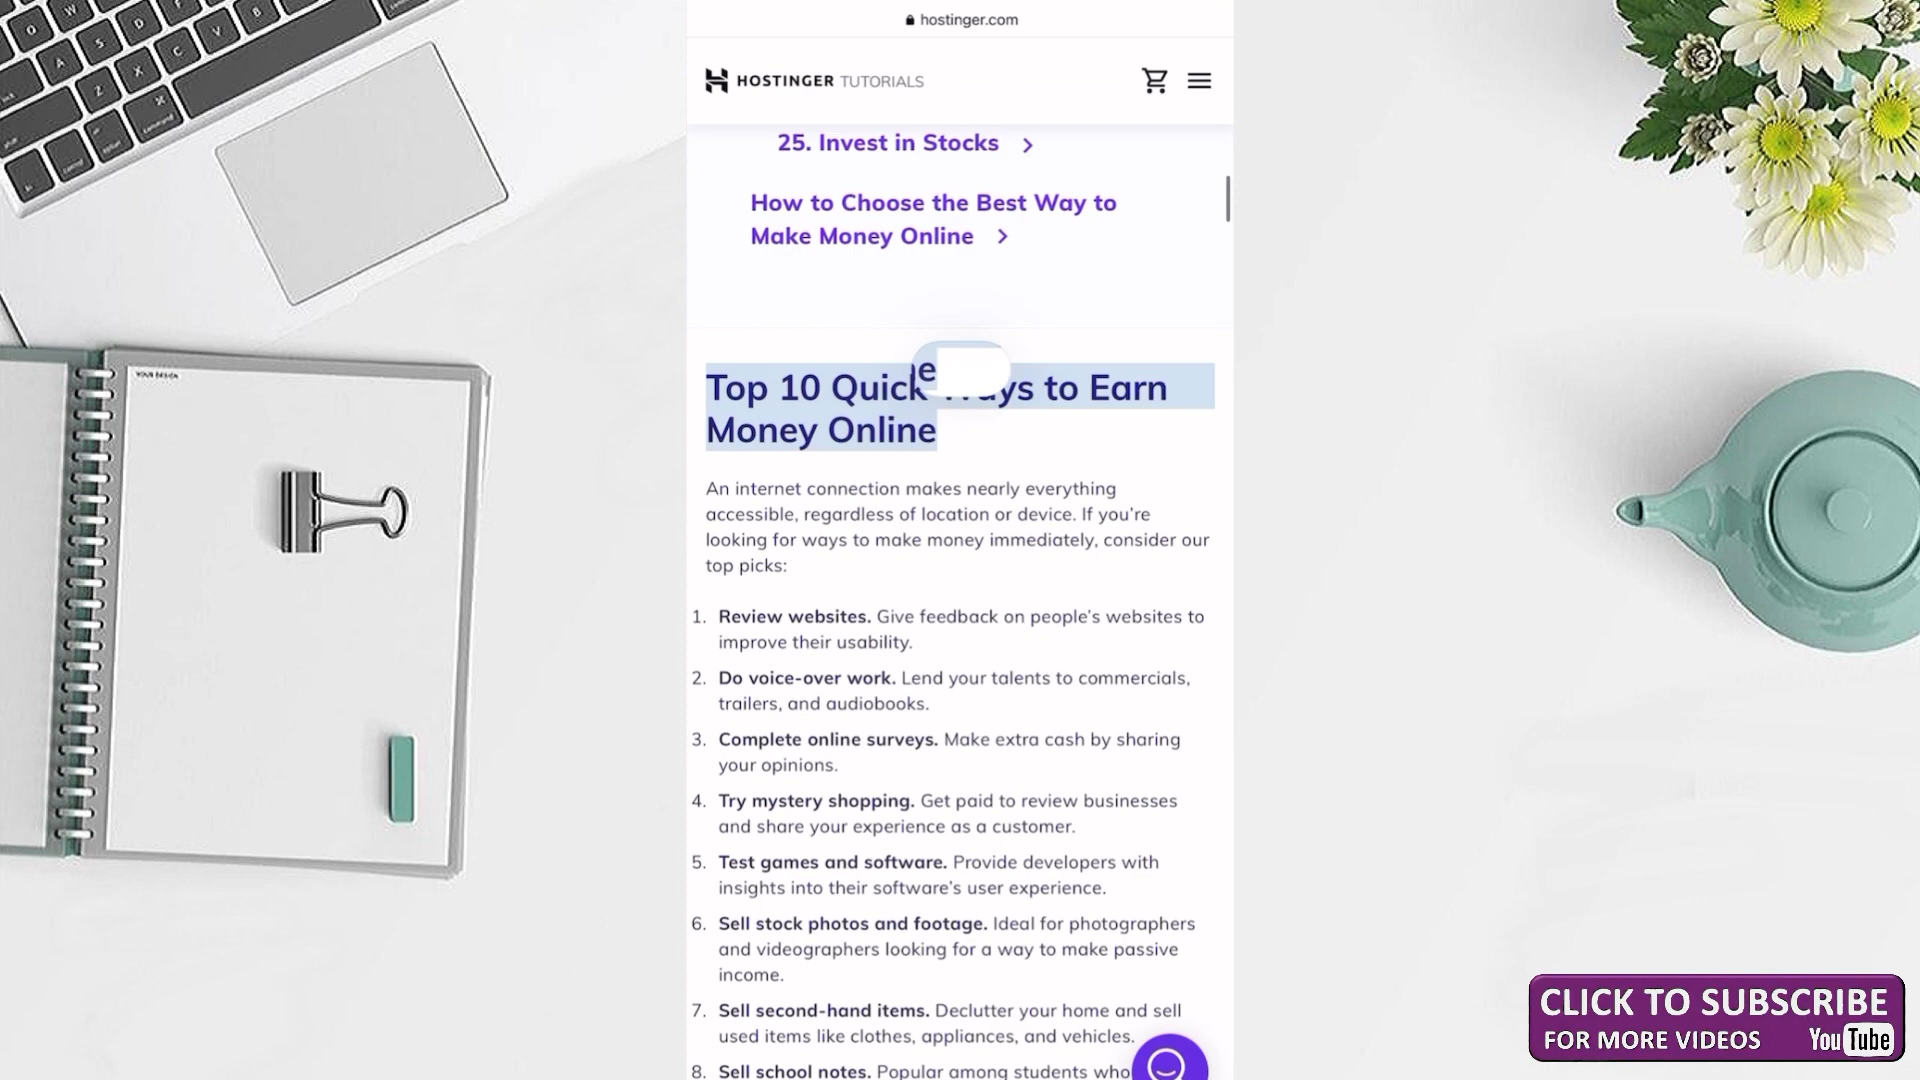 hostinger.com
HOSTINGER TUTORIALS
25. Invest in Stocks
How to Choose the Best Way to
Make Money Online
Top 10 Quick Ways to Earn
Money Online
An internet connection makes nearly everything
accessible, regardless of location or device. If you’re
looking for ways to make money immediately, consider our
top picks:
1. Review websites. Give feedback on people’s websites to
improve their usability.
2. Do voice-over work. Lend your talents to commercials,
trailers, and audiobooks.
3. Complete online surveys. Make extra cash by sharing
your opinions.
4. Try mystery shopping. Get paid to review businesses
and share your experience as a customer.
5. Test games and software. Provide developers with
insights into their software’s user experience.
6. Sell stock photos and footage. Ideal for photographers
and videographers looking for a way to make passive
income.
7. Sell second-hand items. Declutter your home and sell
used items like clothes, appliances, and vehicles.
8. Sell school notes. Popular among students who
YOUR DESIGN
CLICK TO SUBSCRIBE
FOR MORE VIDEOS YouTube